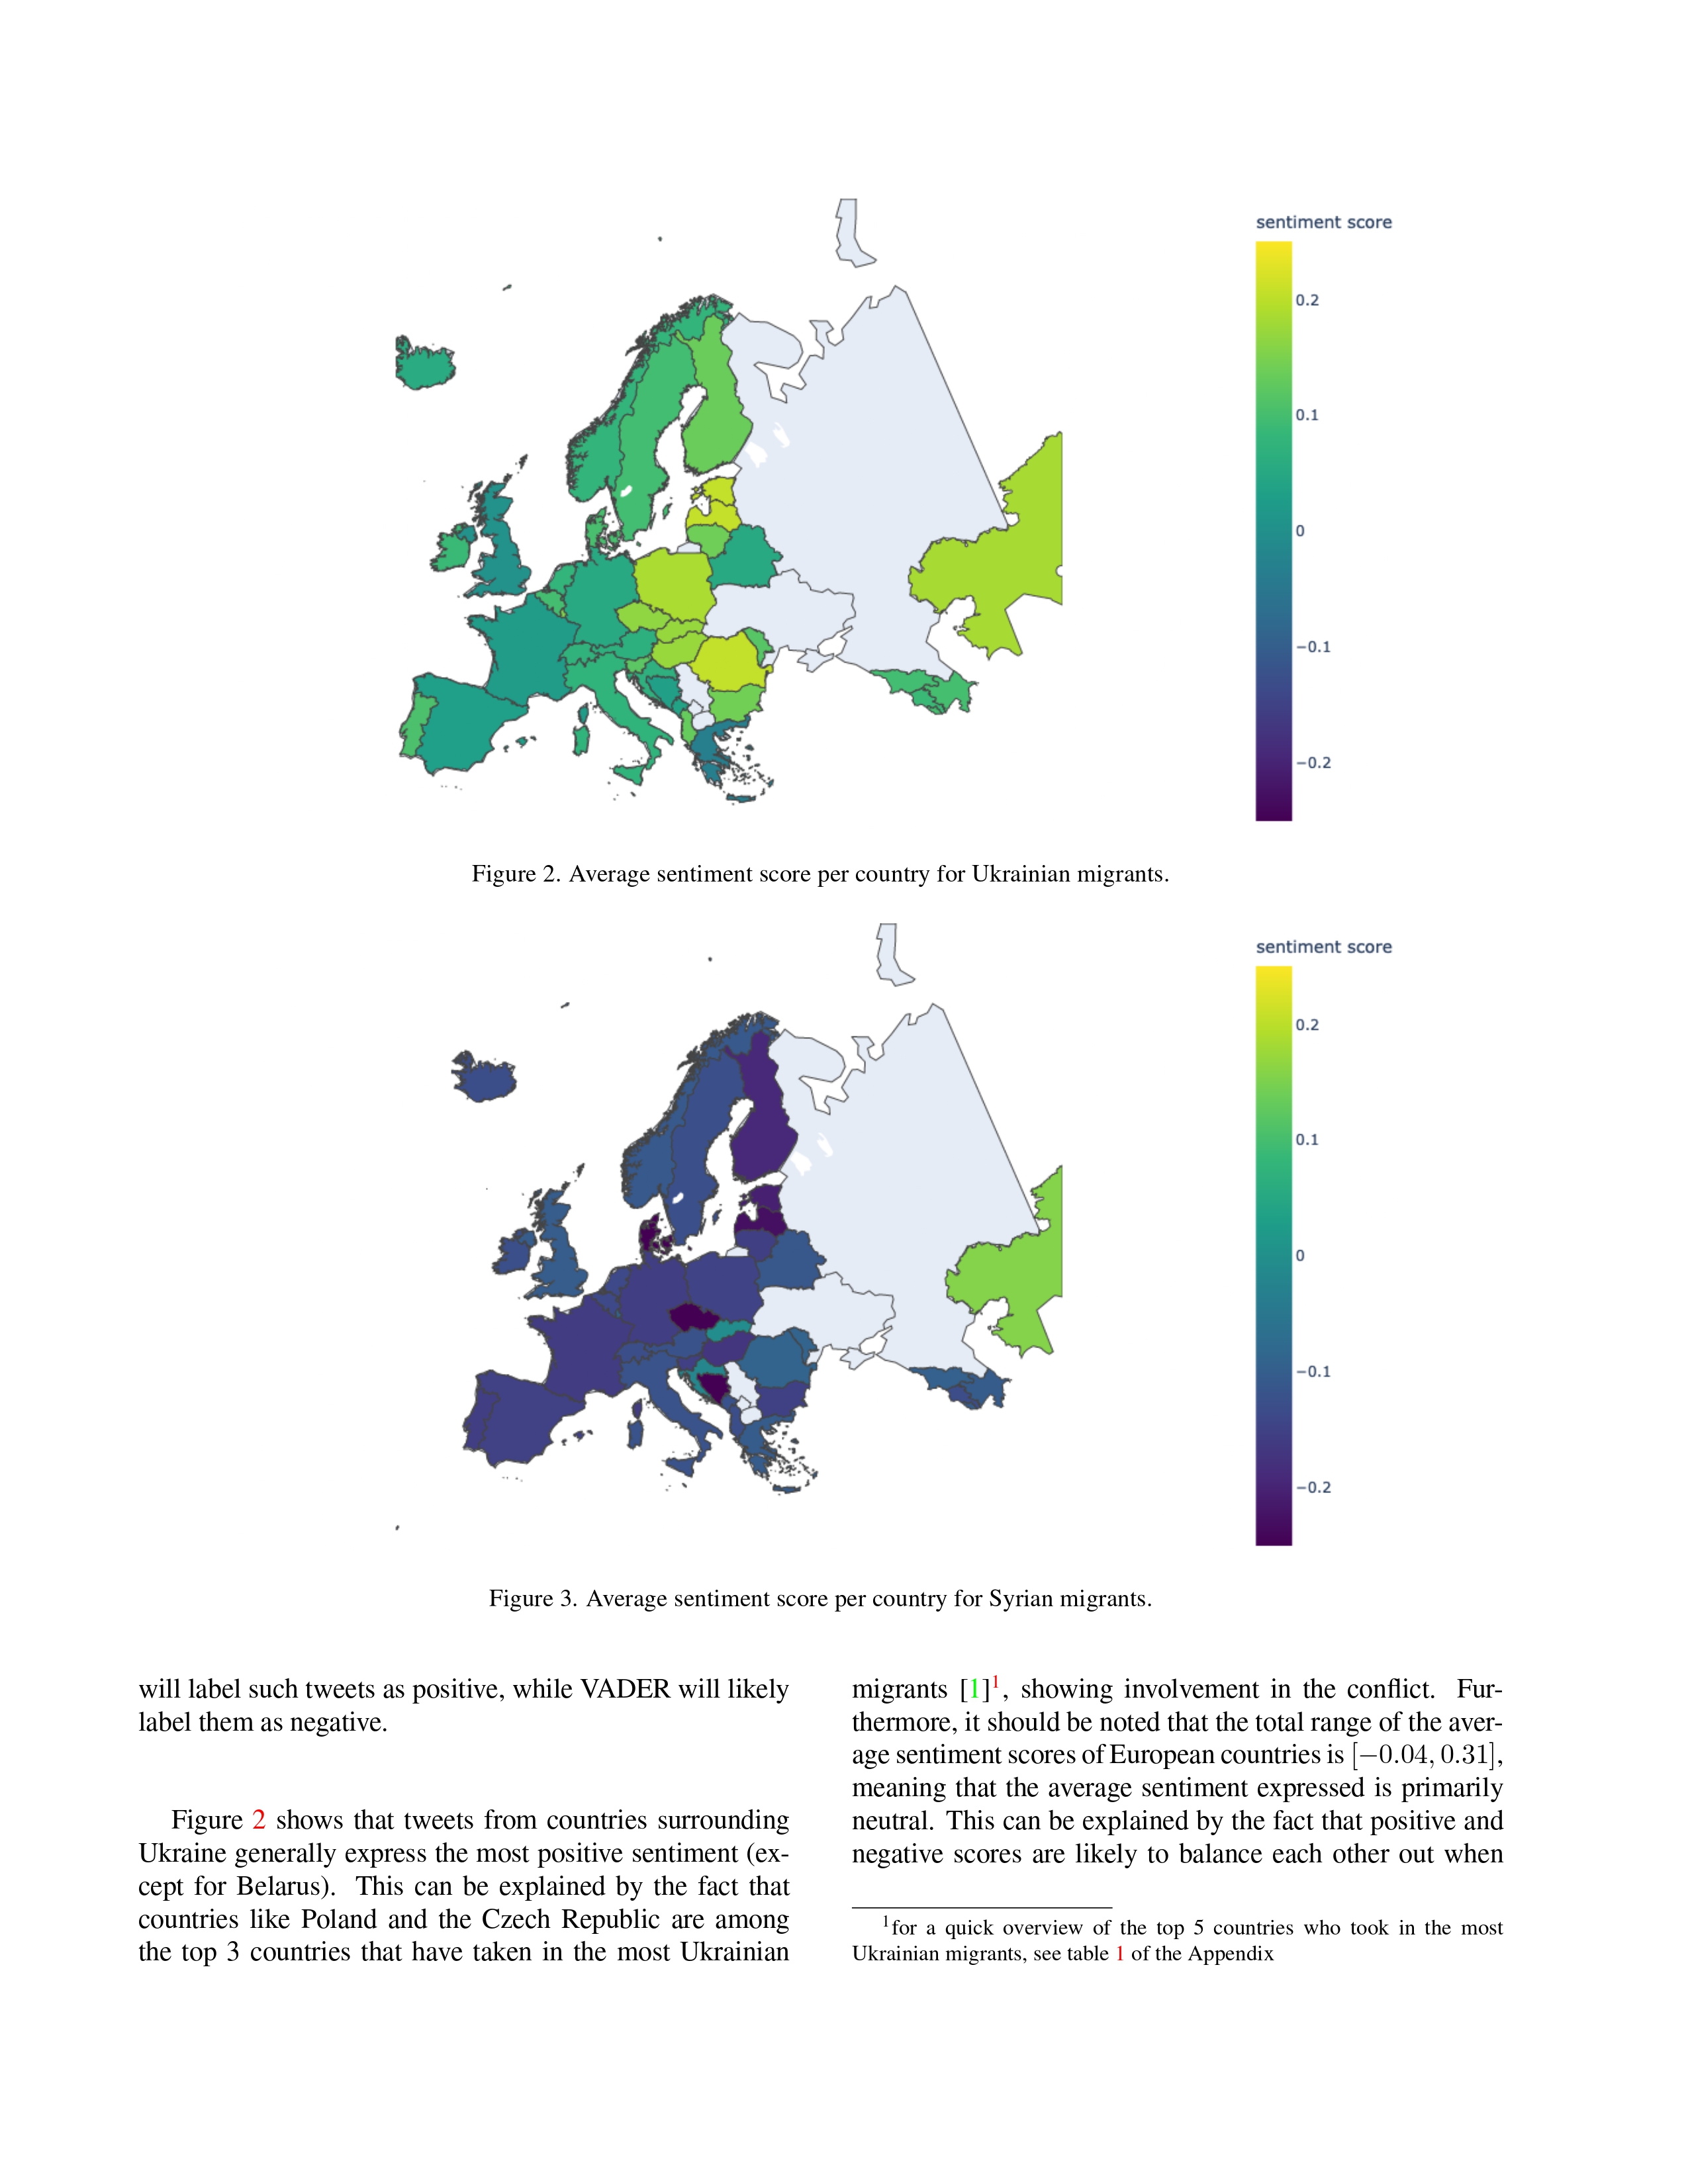 sentiment score
0.2
0.1
0
−0.1
−0.2
Figure 2. Average sentiment score per country for Ukrainian migrants.
sentiment score
0.2
0.1
0
−0.1
−0.2
Figure 3. Average sentiment score per country for Syrian migrants.
will label such tweets as positive, while VADER will likely
label them as negative.
Figure 2 shows that tweets from countries surrounding
Ukraine generally express the most positive sentiment (ex-
cept for Belarus). This can be explained by the fact that
countries like Poland and the Czech Republic are among
the top 3 countries that have taken in the most Ukrainian
migrants [1]¹, showing involvement in the conflict. Fur-
thermore, it should be noted that the total range of the aver-
age sentiment scores of European countries is [−0.04, 0.31],
meaning that the average sentiment expressed is primarily
neutral. This can be explained by the fact that positive and
negative scores are likely to balance each other out when
¹for a quick overview of the top 5 countries who took in the most
Ukrainian migrants, see table 1 of the Appendix